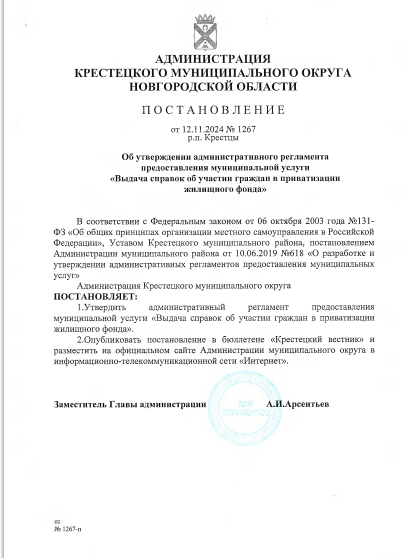 АДМИНИСТРАЦИЯ
КРЕСТЕЦКОГО МУНИЦИПАЛЬНОГО ОКРУГА
НОВГОРОДСКОЙ ОБЛАСТИ
П О С Т А Н О В Л Е Н И Е
от 12.11.2024 № 1267
р.п. Крестцы
Об утверждении административного регламента
предоставления муниципальной услуги
«Выдача справок об участии граждан в приватизации
жилищного фонда»
В соответствии с Федеральным законом от 06 октября 2003 года №131-
ФЗ «Об общих принципах организации местного самоуправления в Российской
Федерации», Уставом Крестецкого муниципального района, постановлением
Администрации муниципального района от 10.06.2019 №618 «О разработке и
утверждении административных регламентов предоставления муниципальных
услуг»
Администрация Крестецкого муниципального округа
ПОСТАНОВЛЯЕТ:
1.Утвердить административный регламент предоставления
муниципальной услуги «Выдача справок об участии граждан в приватизации
жилищного фонда».
2.Опубликовать постановление в бюллетене «Крестецкий вестник» и
разместить на официальном сайте Администрации муниципального округа в
информационно-телекоммуникационной сети «Интернет».
Заместитель Главы администрации А.И.Арсентьев
ДЛЯ
ДОКУМЕНТОВ
сс
№ 1267-п